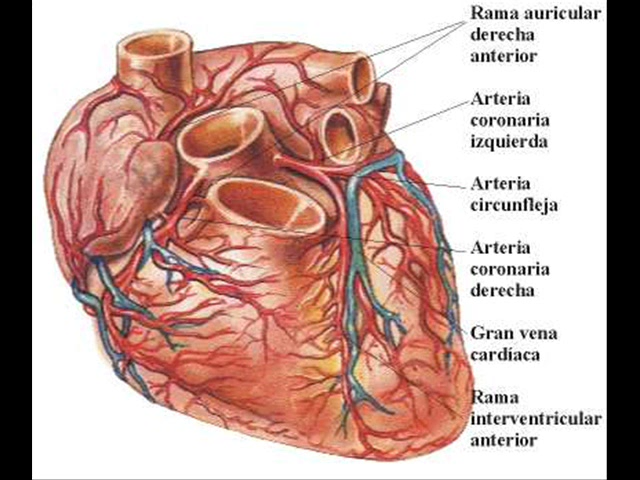 Rama auricular
derecha
anterior
Arteria
coronaria
izquierda
Arteria
circunfleja
Arteria
coronaria
derecha
Gran vena
cardíaca
Rama
interventricular
anterior